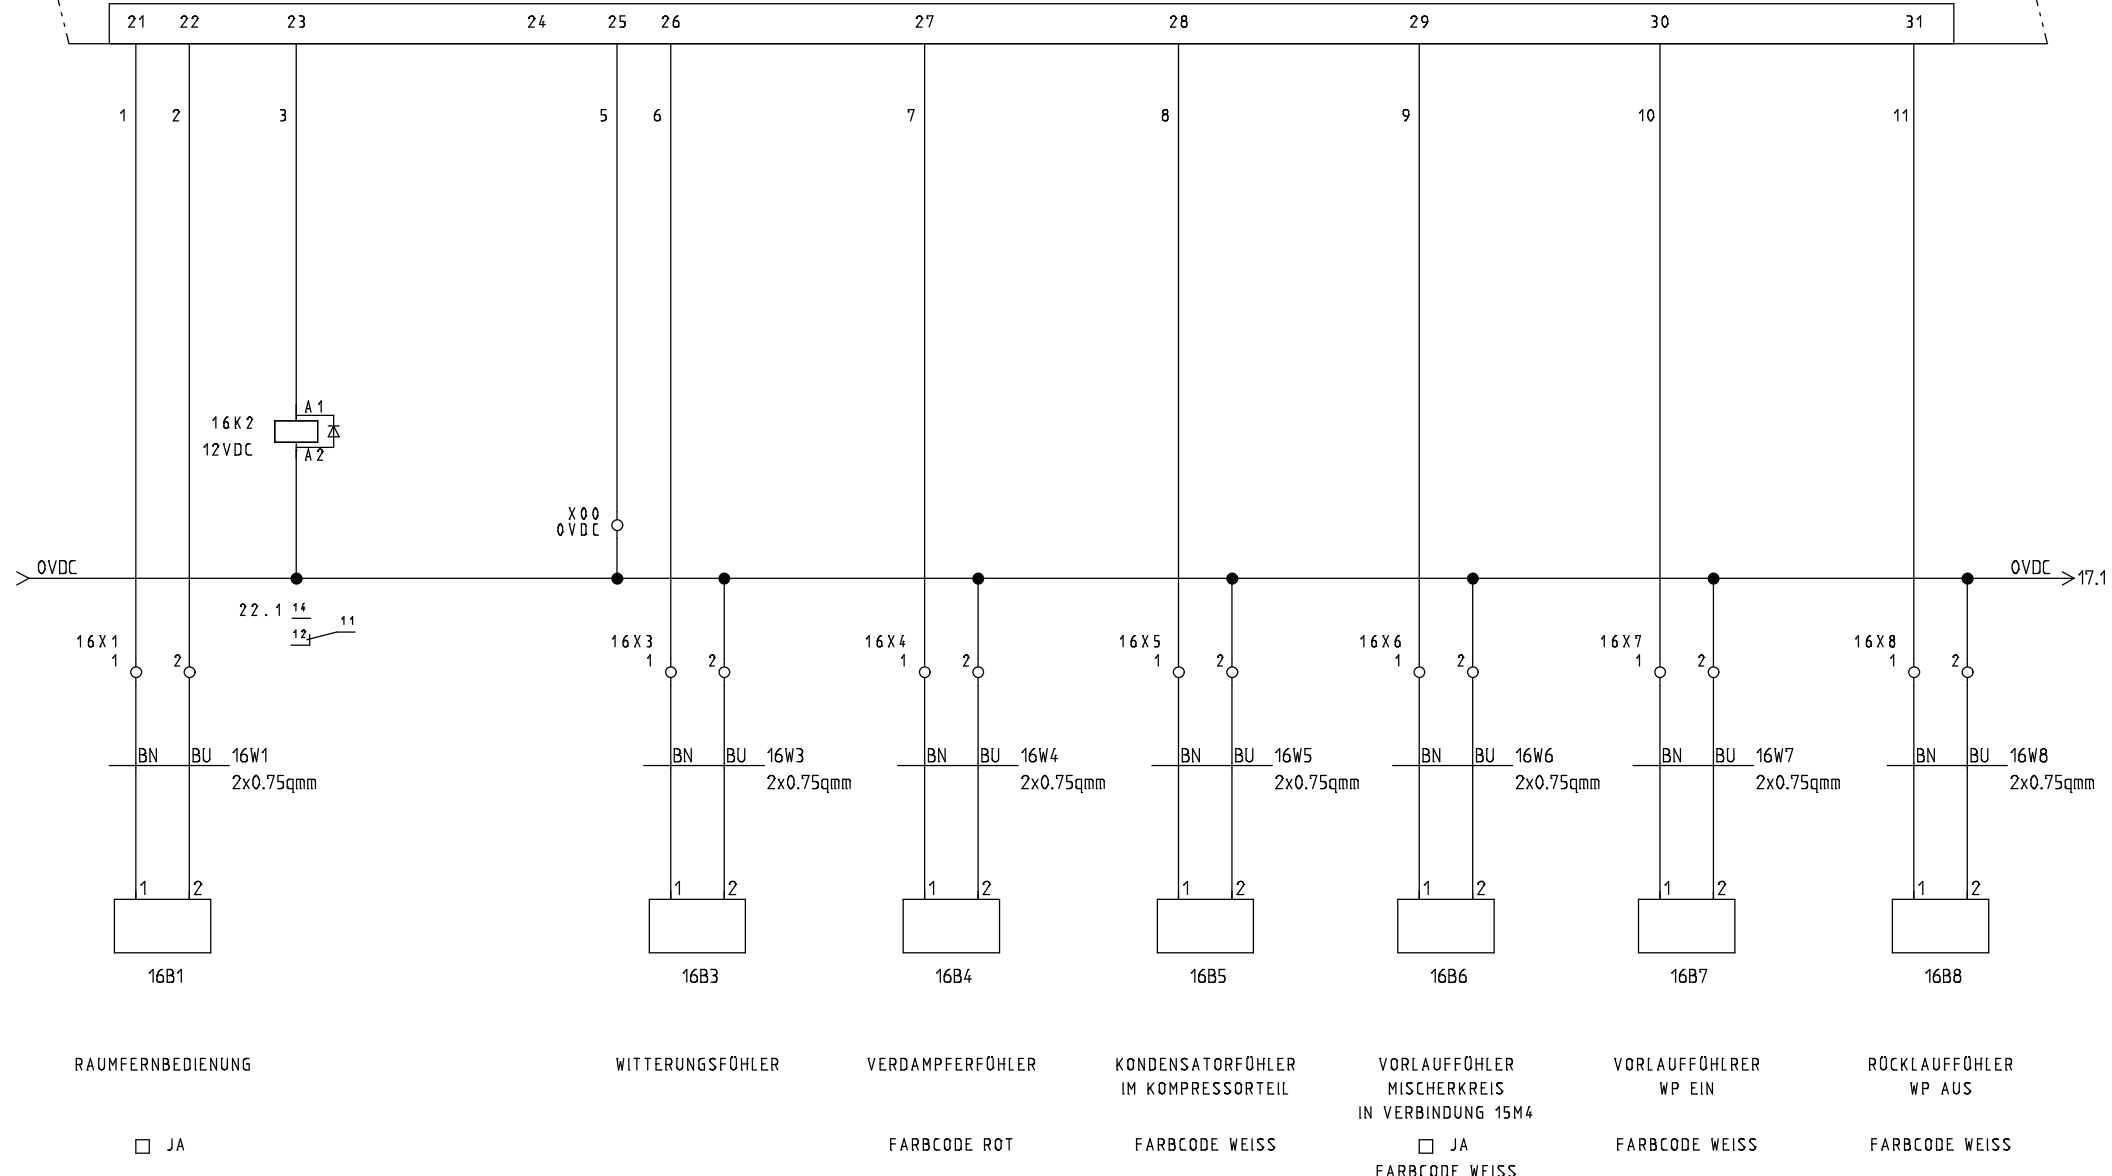 21 22 23 24 25 26 27 28 29 30 31
1 2 3 5 6 7 8 9 10 11
A1
16K2
12VDC
A2
X00
0VDC
0VDC
0VDC
17.1
22.1 14
11
12
16X1 16X3 16X4 16X5 16X6 16X7 16X8
1 2 1 2 1 2 1 2 1 2 1 2 1 2
BN BU 16W1 BN BU 16W3 BN BU 16W4 BN BU 16W5 BN BU 16W6 BN BU 16W7 BN BU 16W8
2x0.75qmm 2x0.75qmm 2x0.75qmm 2x0.75qmm 2x0.75qmm 2x0.75qmm 2x0.75qmm
1 2 1 2 1 2 1 2 1 2 1 2 1 2
16B1 16B3 16B4 16B5 16B6 16B7 16B8
RAUMFERNBEDIENUNG WITTERUNGSFÜHLER VERDAMPFERFÜHLER KONDENSATORFÜHLER VORLAUFFÜHLER VORLAUFFÜHLRER RÜCKLAUFFÜHLER
IM KOMPRESSORTEIL MISCHERKREIS WP EIN WP AUS
IN VERBINDUNG 15M4
JA FARBCODE ROT FARBCODE WEISS JA FARBCODE WEISS FARBCODE WEISS
FARBCODE WEISS